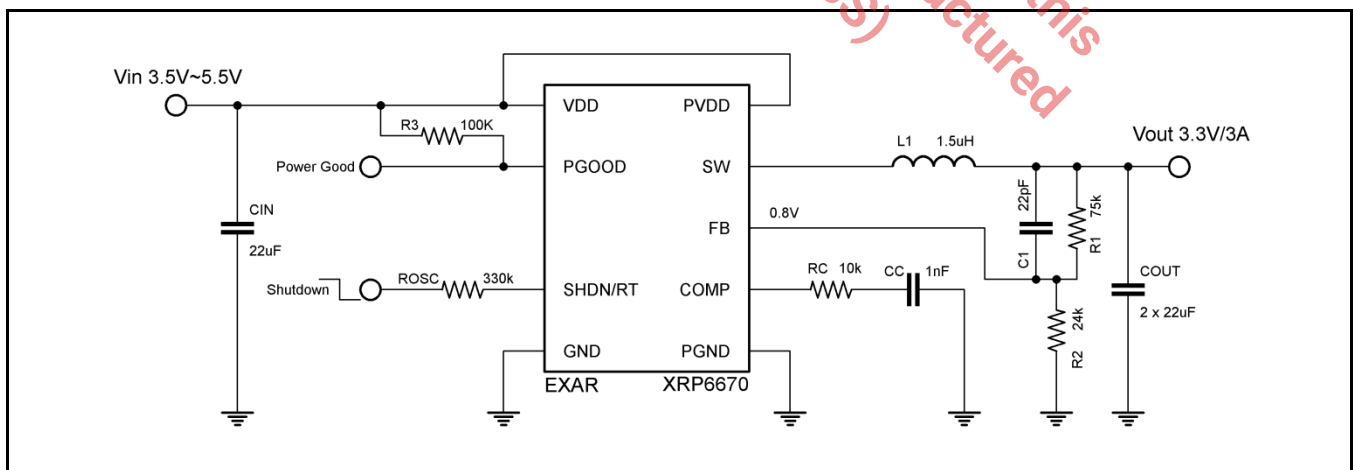 this
ctured
S)
Vin 3.5V~5.5V
R3 100K
Power Good
CIN
22uF
Shutdown
ROSC 330k
VDD
PGOOD
SHDN/RT
GND
PVDD
SW
FB
COMP
PGND
EXAR XRP6670
L1 1.5uH
Vout 3.3V/3A
0.8V
22pF
C1
75k
R1
RC 10k
CC 1nF
24k
R2
COUT
2 x 22uF